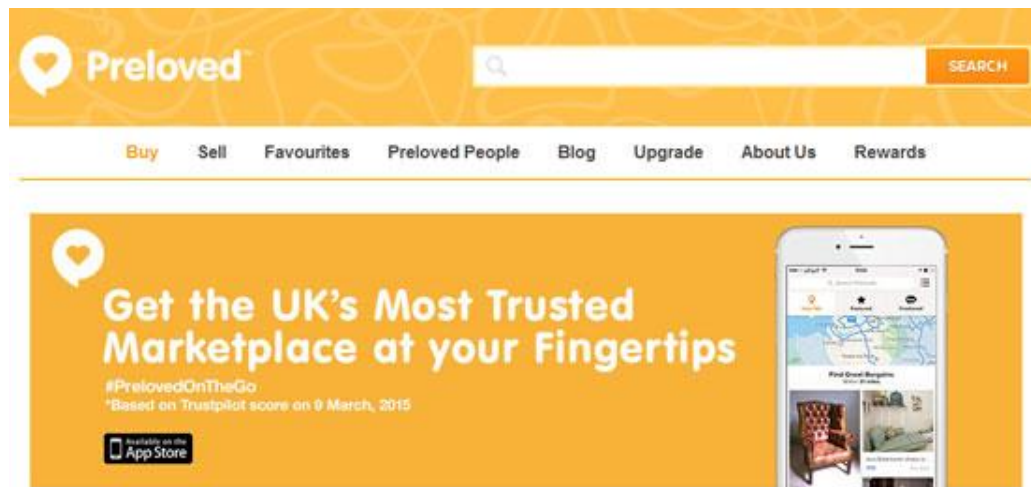 Preloved™
SEARCH
Buy Sell Favourites Preloved People Blog Upgrade About Us Rewards
Get the UK's Most Trusted
Marketplace at your Fingertips
#PrelovedOnTheGo
*Based on Trustpilot score on 9 March, 2015
Available on the
App Store
Find Great Bargains